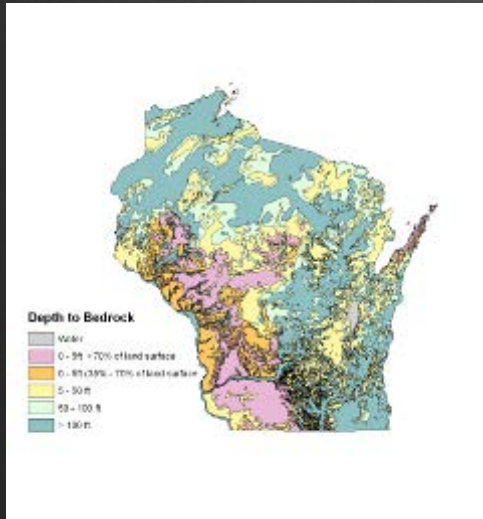 Depth to Bedrock
Water
0 - 5ft >70% of land surface
0 - 5ft (35% - 70% of land surface
5 - 50 ft
50 - 100 ft
> 100 ft